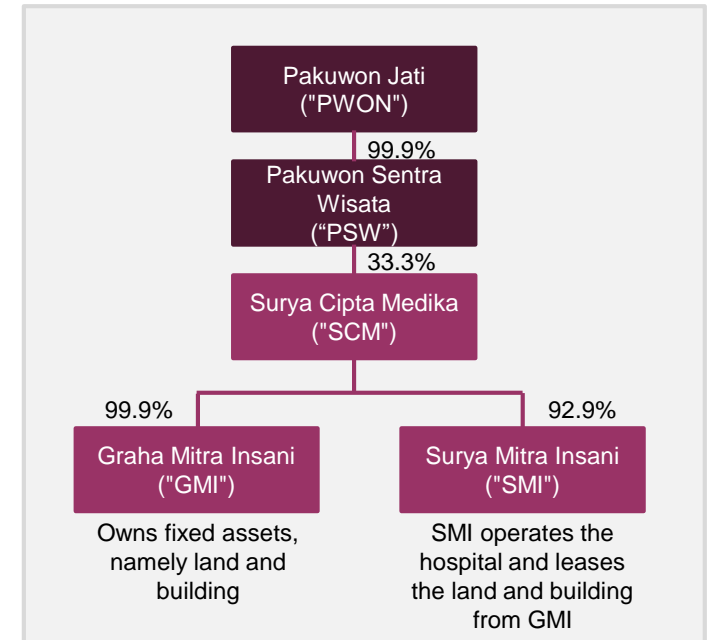 Pakuwon Jati
("PWON")
99.9%
Pakuwon Sentra
Wisata
(“PSW”)
33.3%
Surya Cipta Medika
("SCM")
99.9%
92.9%
Graha Mitra Insani
("GMI")
Surya Mitra Insani
("SMI")
Owns fixed assets,
namely land and
building
SMI operates the
hospital and leases
the land and building
from GMI